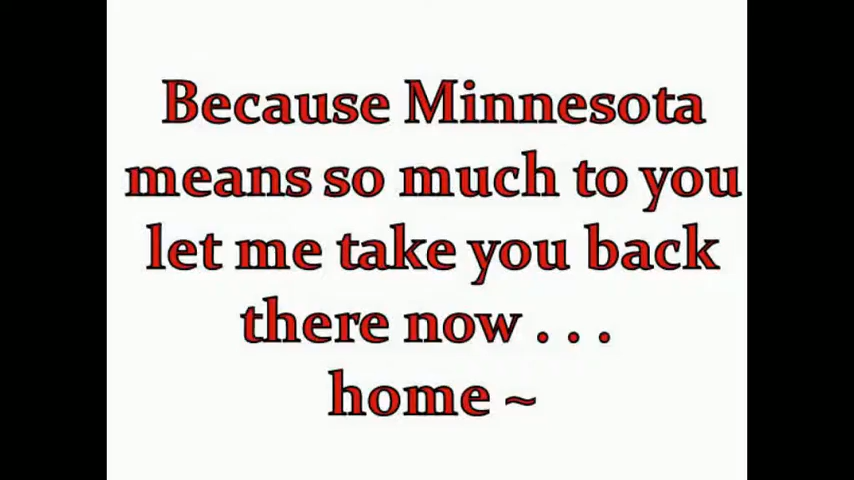 Because Minnesota
means so much to you
let me take you back
there now . . .
home ~